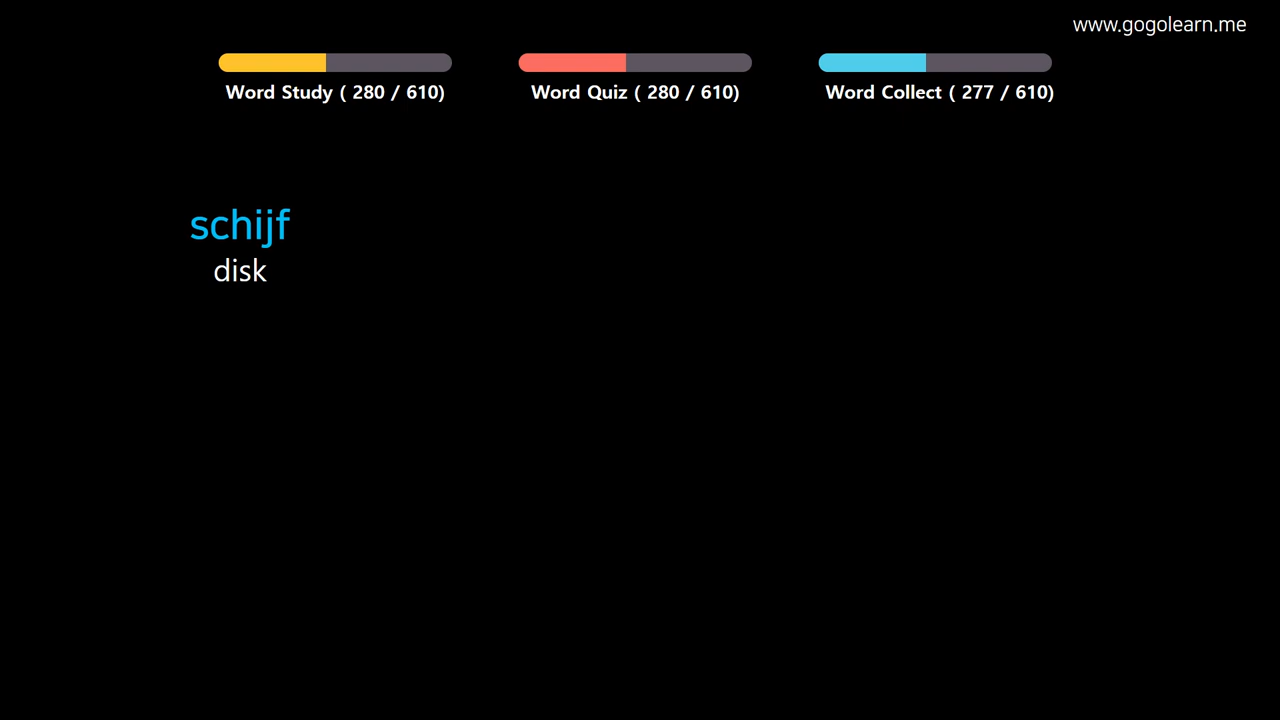 www.gogolearn.me
Word Study ( 280 / 610)
Word Quiz ( 280 / 610)
Word Collect ( 277 / 610)
schijf
disk